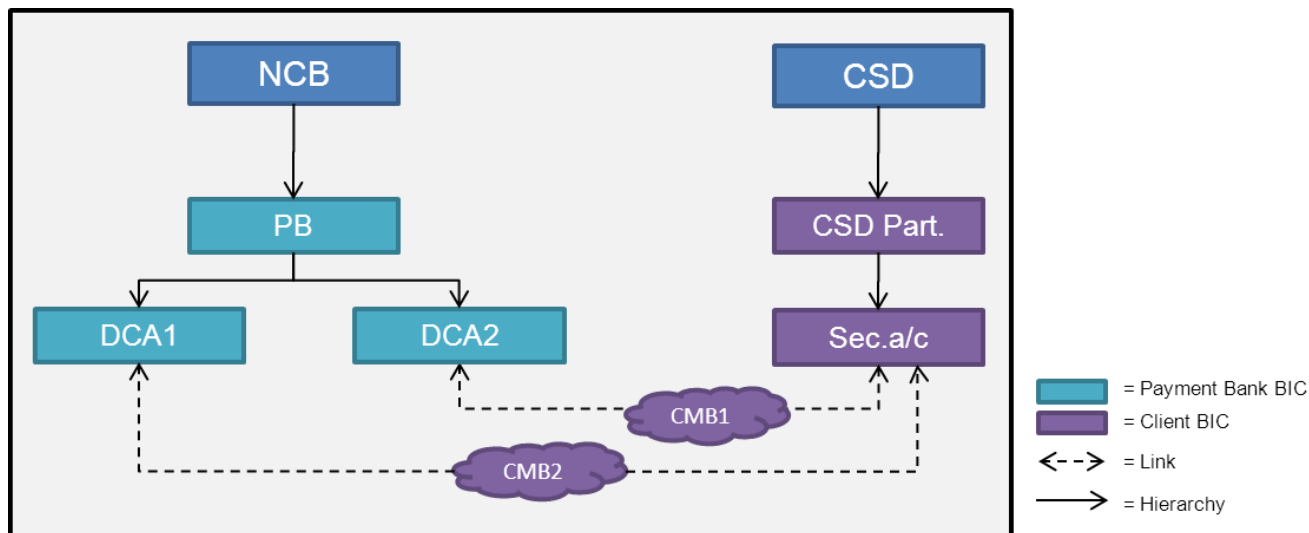 NCB
CSD
PB
CSD Part.
DCA1
DCA2
Sec.a/c
CMB1
CMB2
= Payment Bank BIC
= Client BIC
= Link
= Hierarchy